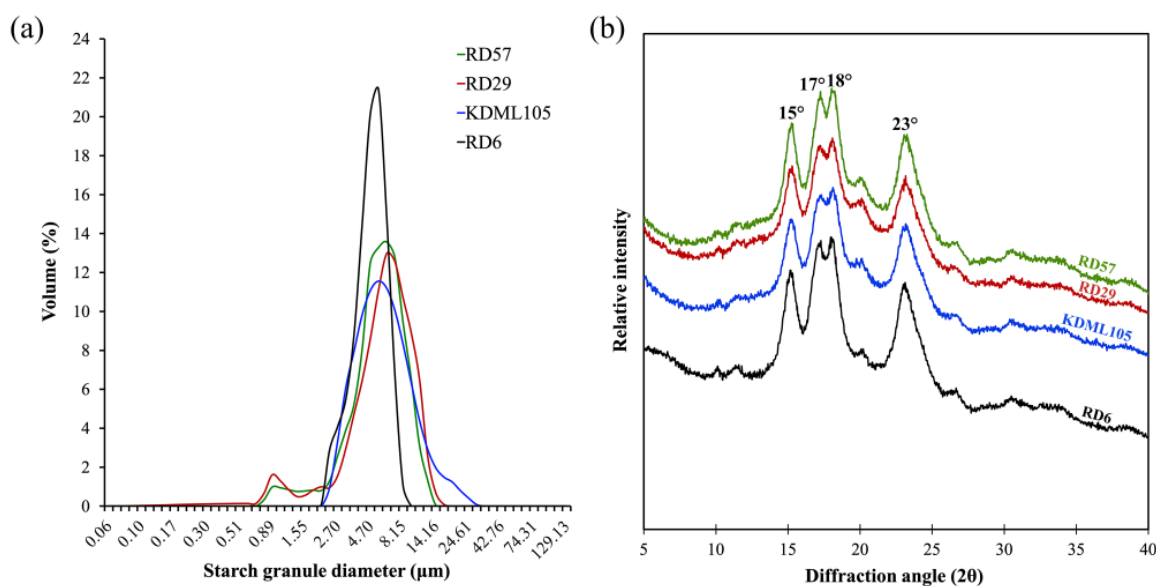 (a)
24
22
20
18
16
14
12
10
8
6
4
2
0
Volume (%)
RD57
RD29
KDML105
RD6
0.06 0.10 0.17 0.30 0.51 0.89 1.55 2.70 4.70 8.15 14.16 24.61 42.76 74.31 129.13
Starch granule diameter (µm)
(b)
Relative intensity
15° 17° 18° 23°
RD57
RD29
KDML105
RD6
5 10 15 20 25 30 35 40
Diffraction angle (2θ)